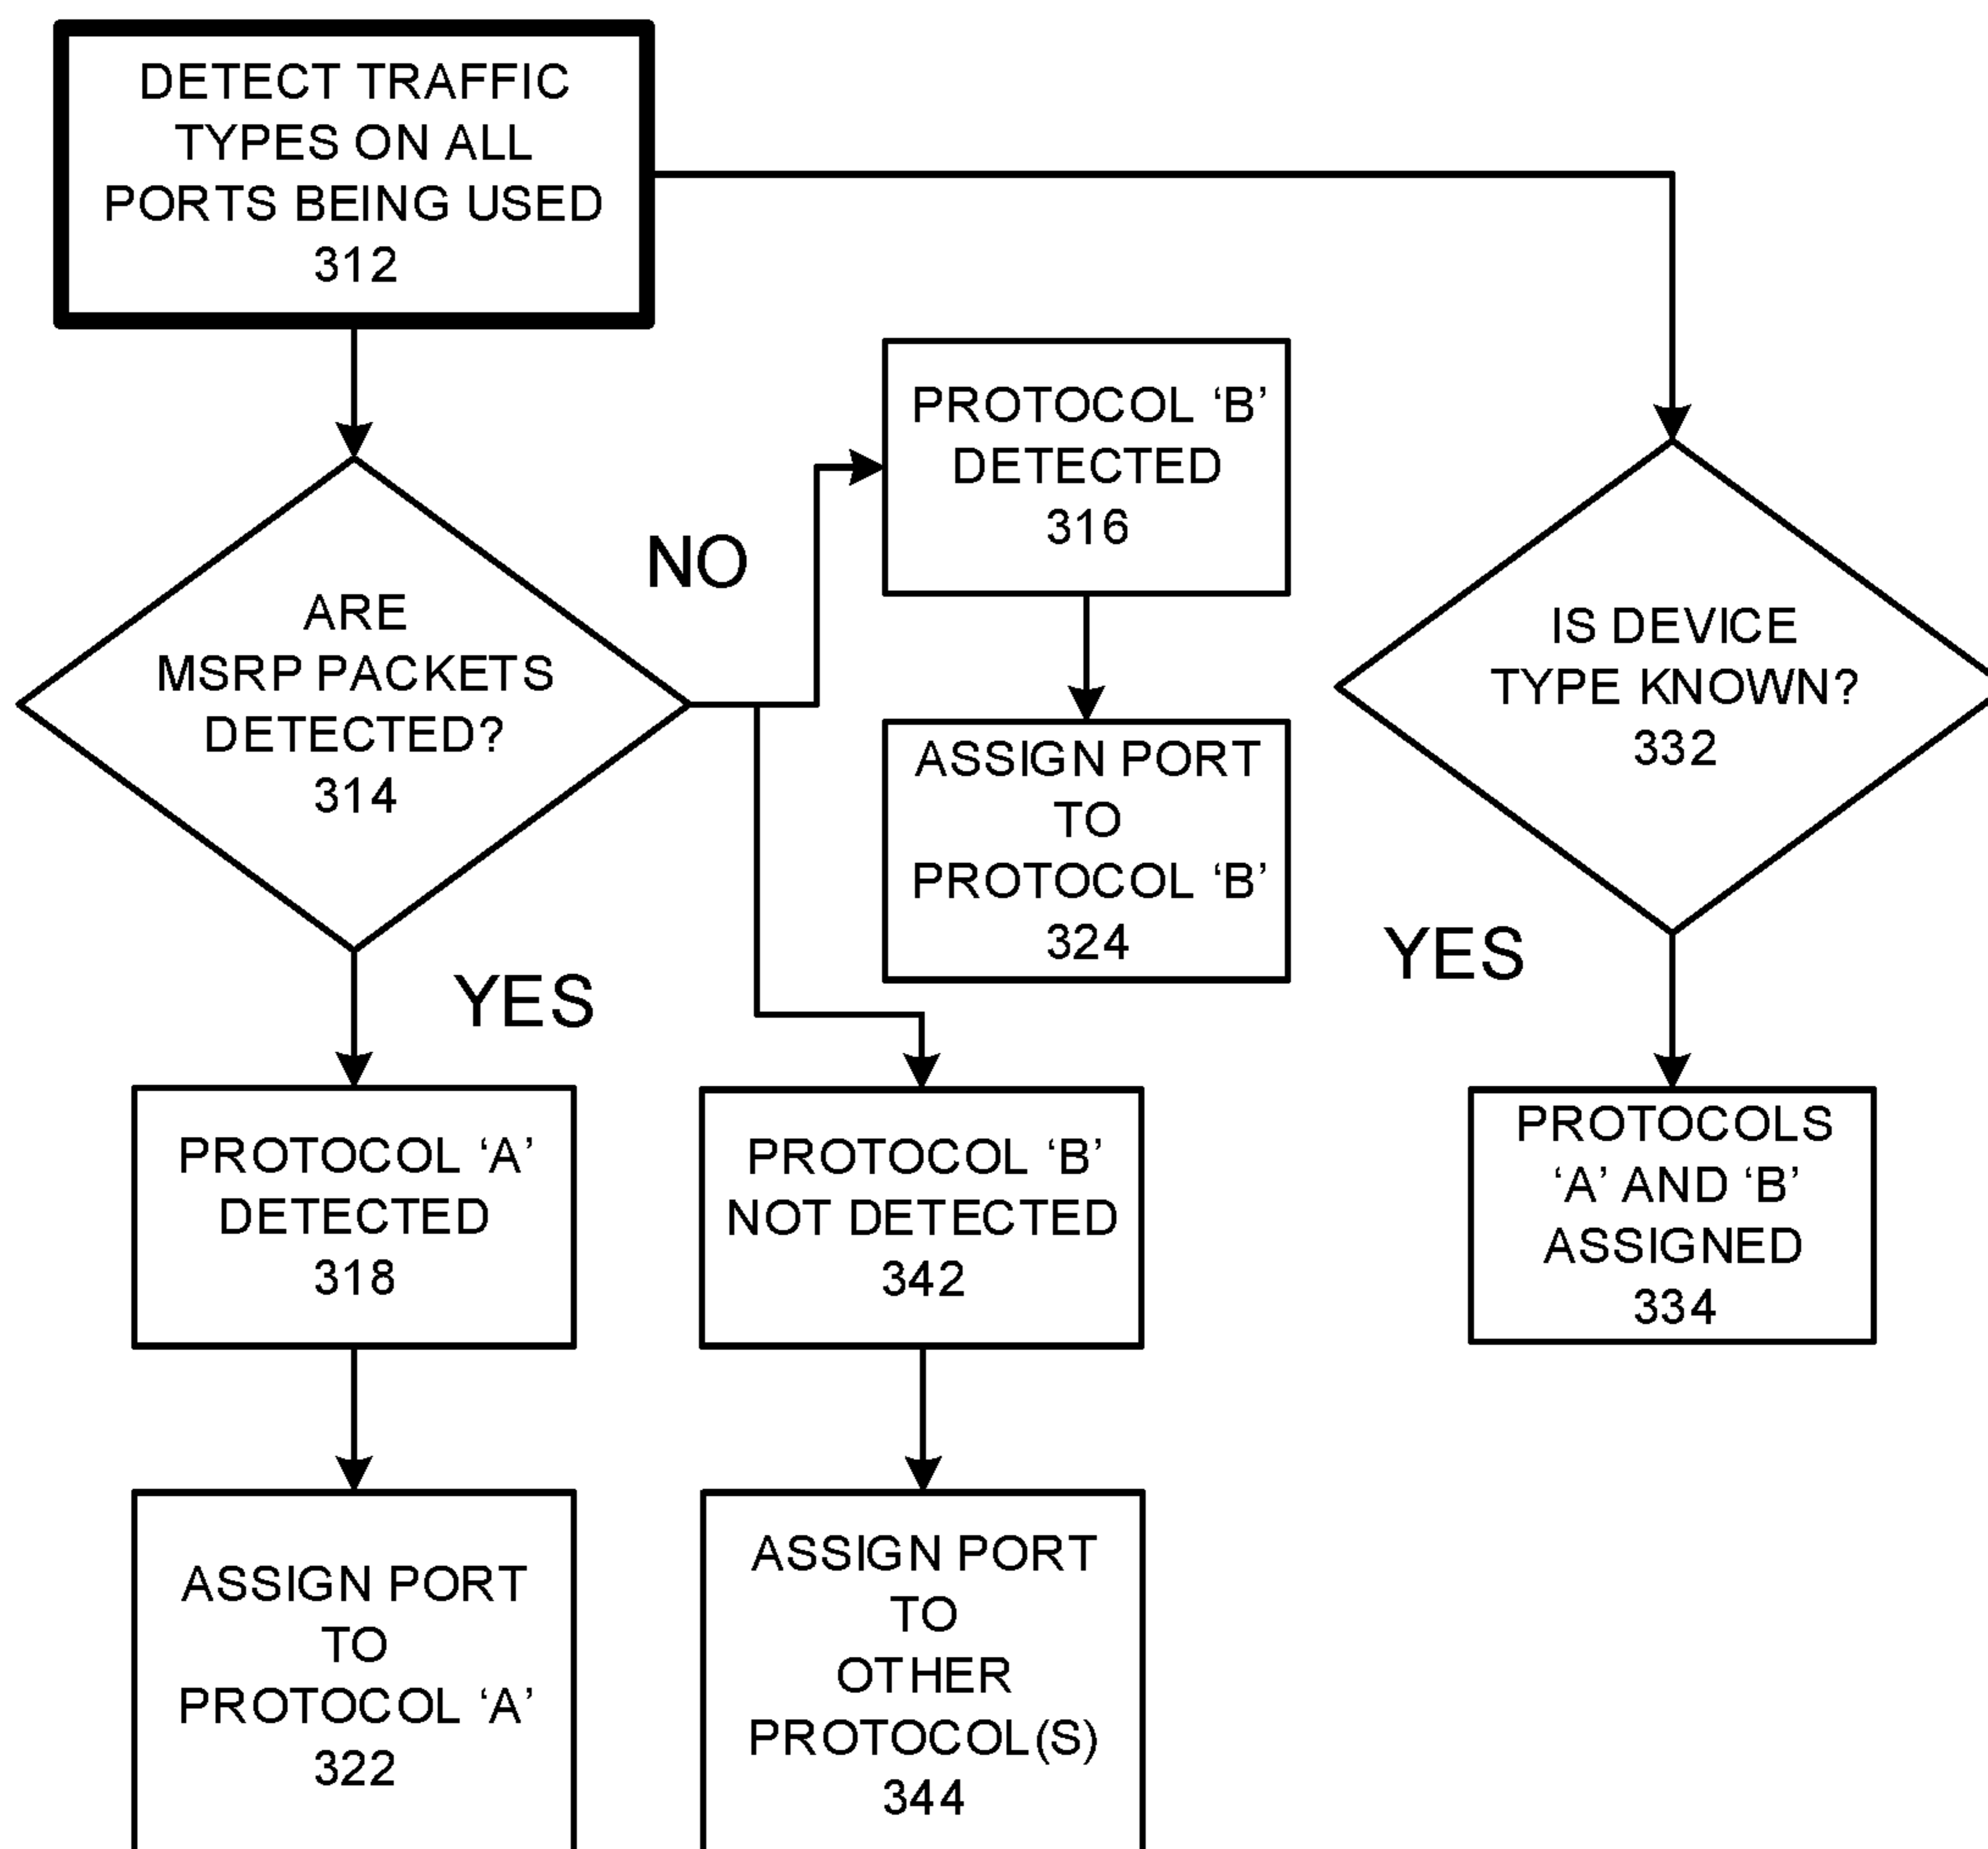 DETECT TRAFFIC
TYPES ON ALL
PORTS BEING USED
312
PROTOCOL ‘B’
DETECTED
316
NO
ARE
MSRP PACKETS
DETECTED?
314
IS DEVICE
TYPE KNOWN?
332
ASSIGN PORT
TO
PROTOCOL ‘B’
324
YES
YES
PROTOCOL ‘A’
DETECTED
318
PROTOCOL ‘B’
NOT DETECTED
342
PROTOCOLS
‘A’ AND ‘B’
ASSIGNED
334
ASSIGN PORT
TO
PROTOCOL ‘A’
322
ASSIGN PORT
TO
OTHER
PROTOCOL(S)
344